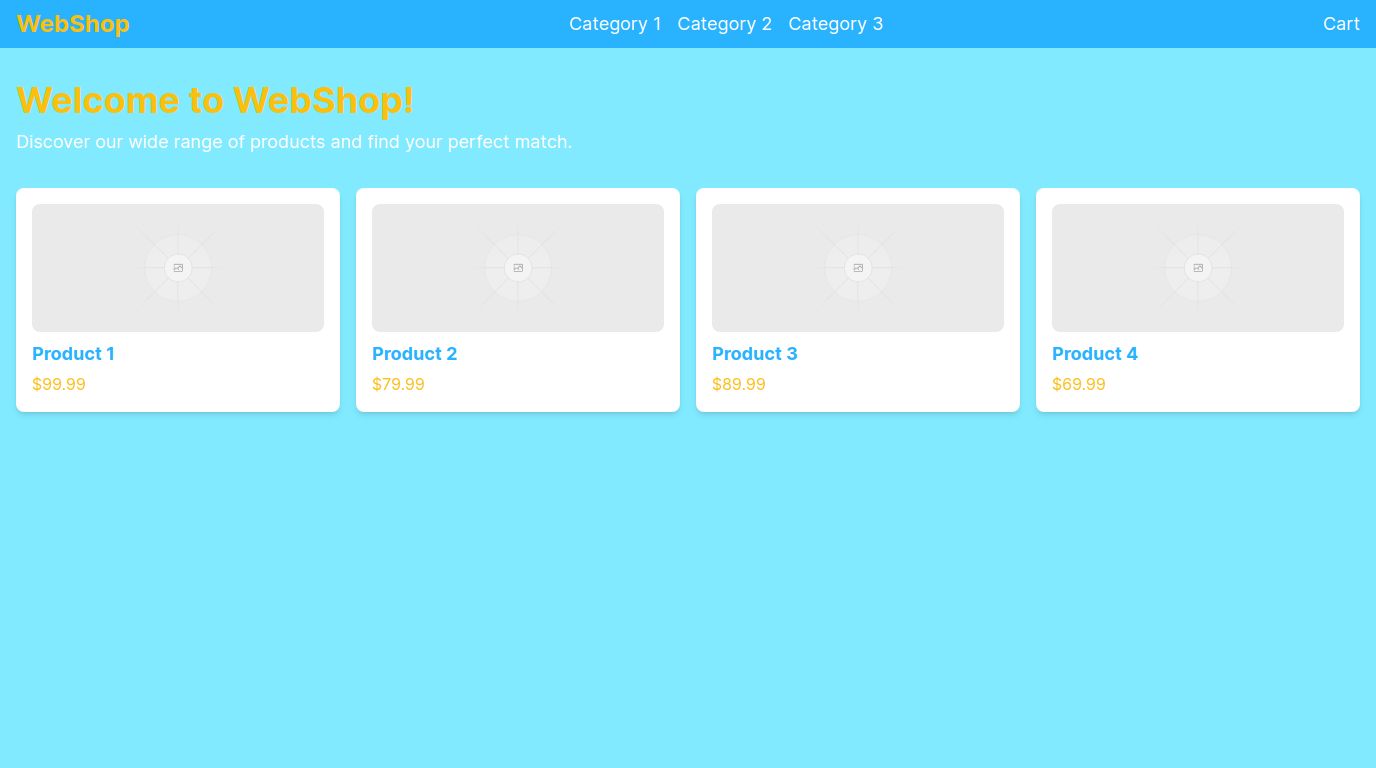 WebShop
Category 1 Category 2 Category 3
Cart
Welcome to WebShop!
Discover our wide range of products and find your perfect match.
Product 1
$99.99
Product 2
$79.99
Product 3
$89.99
Product 4
$69.99